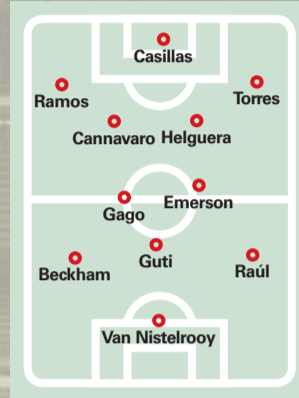 Casillas
Ramos
Torres
Cannavaro
Helguera
Gago
Emerson
Beckham
Guti
Raúl
Van Nistelrooy